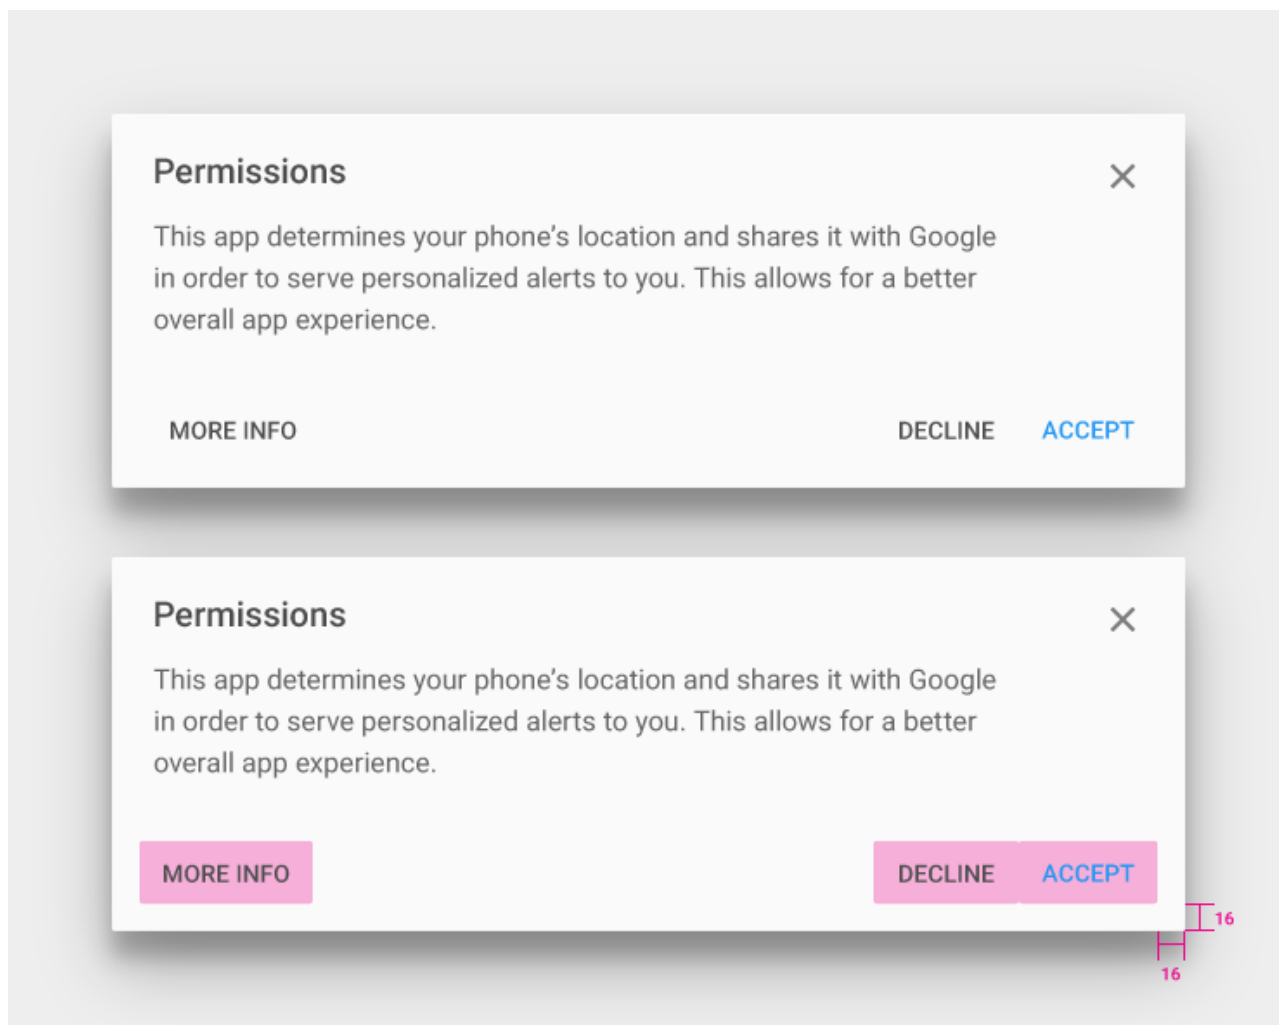 Permissions
This app determines your phone’s location and shares it with Google
in order to serve personalized alerts to you. This allows for a better
overall app experience.
MORE INFO DECLINE ACCEPT
Permissions
This app determines your phone’s location and shares it with Google
in order to serve personalized alerts to you. This allows for a better
overall app experience.
MORE INFO DECLINE ACCEPT
16
16